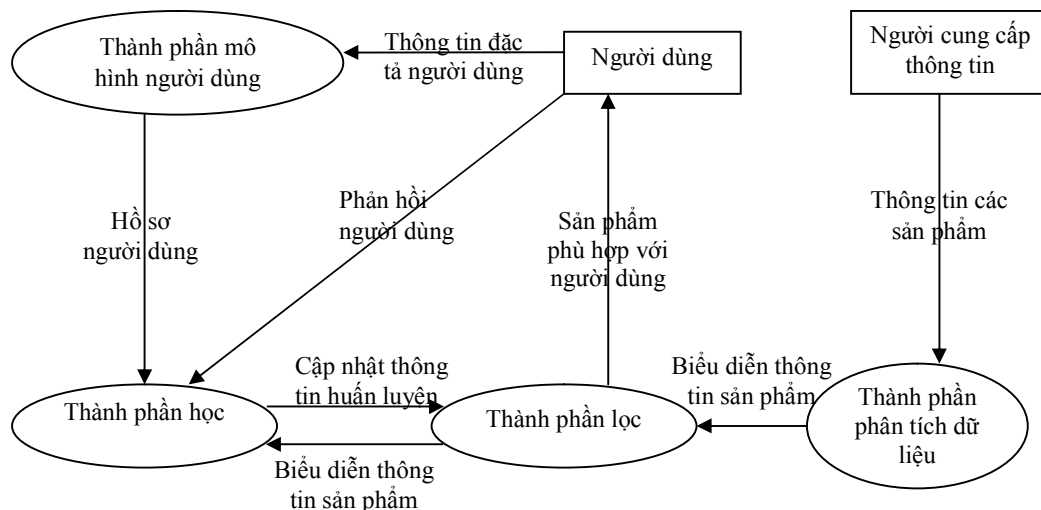 Thành phần mô
hình người dùng
Thông tin đặc
tả người dùng
Người dùng
Người cung cấp
thông tin
Hồ sơ
người dùng
Phản hồi
người dùng
Sản phẩm
phù hợp với
người dùng
Thông tin các
sản phẩm
Thành phần học
Cập nhật thông
tin huấn luyện
Biểu diễn thông
tin sản phẩm
Thành phần lọc
Biểu diễn thông
tin sản phẩm
Thành phần
phân tích dữ
liệu